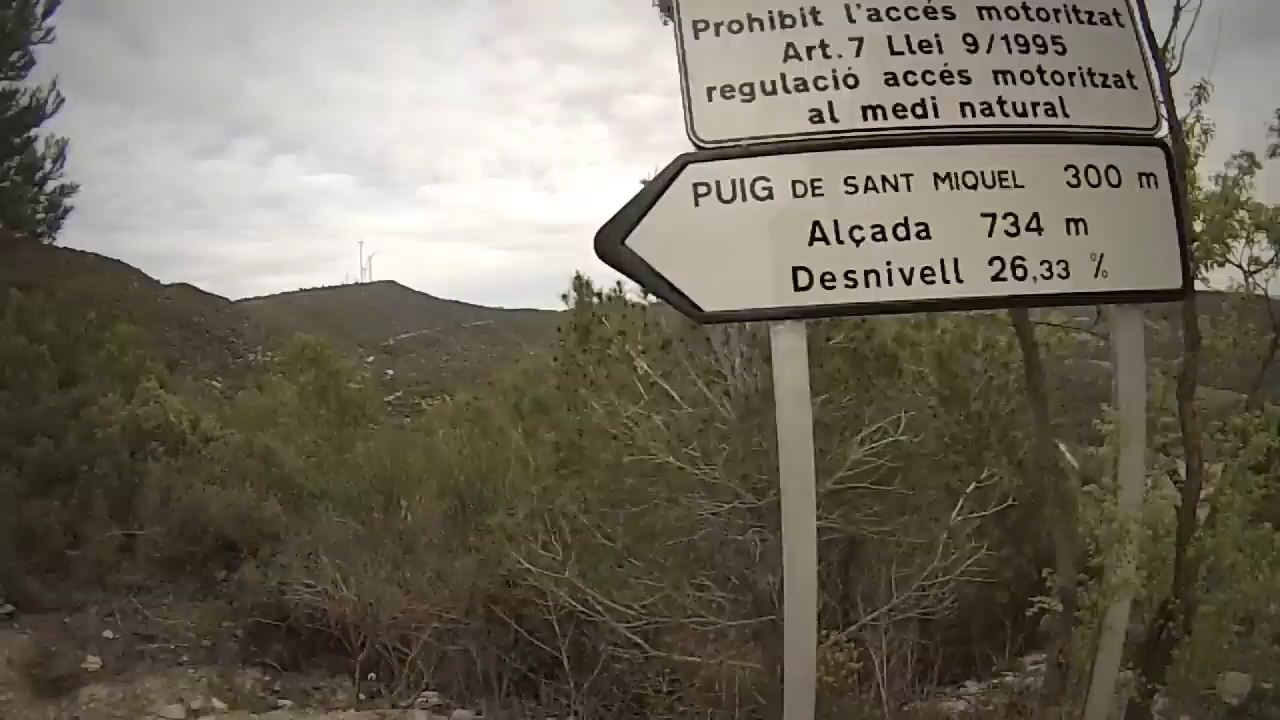 Prohibit l'accés motoritzat
Art.7 Llei 9/1995
regulació accés motoritzat
al medi natural
PUIG DE SANT MIQUEL 300 m
Alçada 734 m
Desnivell 26,33 %